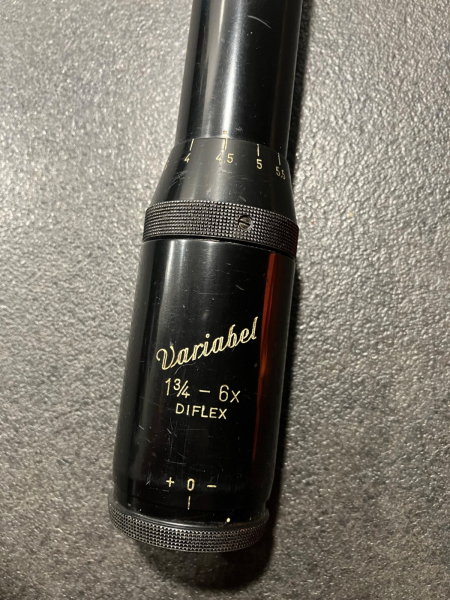 4 4.5 5 5.5
Variabel
1¾ – 6x
DIFLEX
+ 0 –